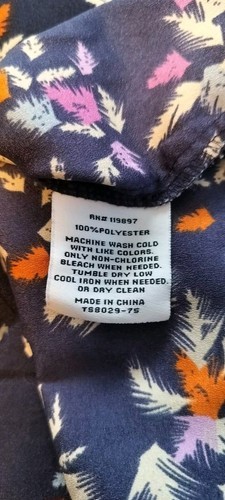 RN# 119897
100%POLYESTER
MACHINE WASH COLD
WITH LIKE COLORS.
ONLY NON-CHLORINE
BLEACH WHEN NEEDED.
TUMBLE DRY LOW
COOL IRON WHEN NEEDED.
OR DRY CLEAN
MADE IN CHINA
TS8029-7S